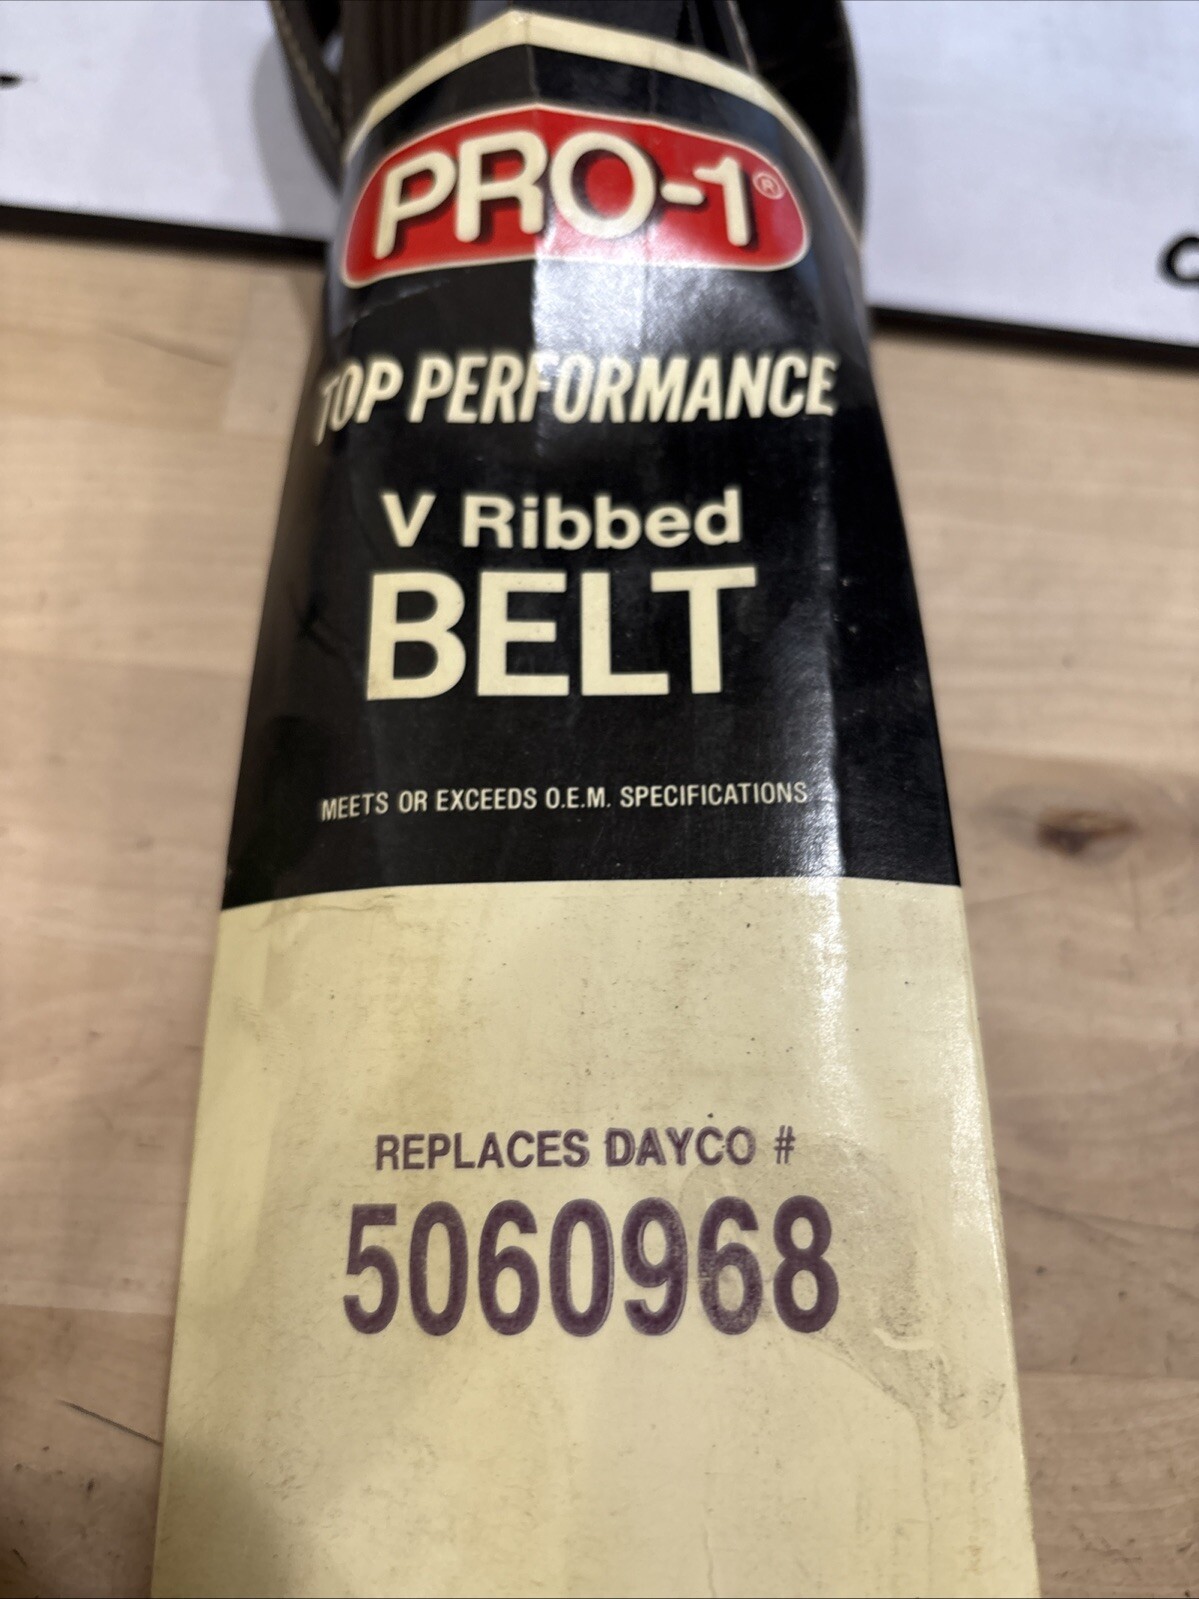 PRO-1®
TOP PERFORMANCE
V Ribbed
BELT
MEETS OR EXCEEDS O.E.M. SPECIFICATIONS
REPLACES DAYCO #
5060968